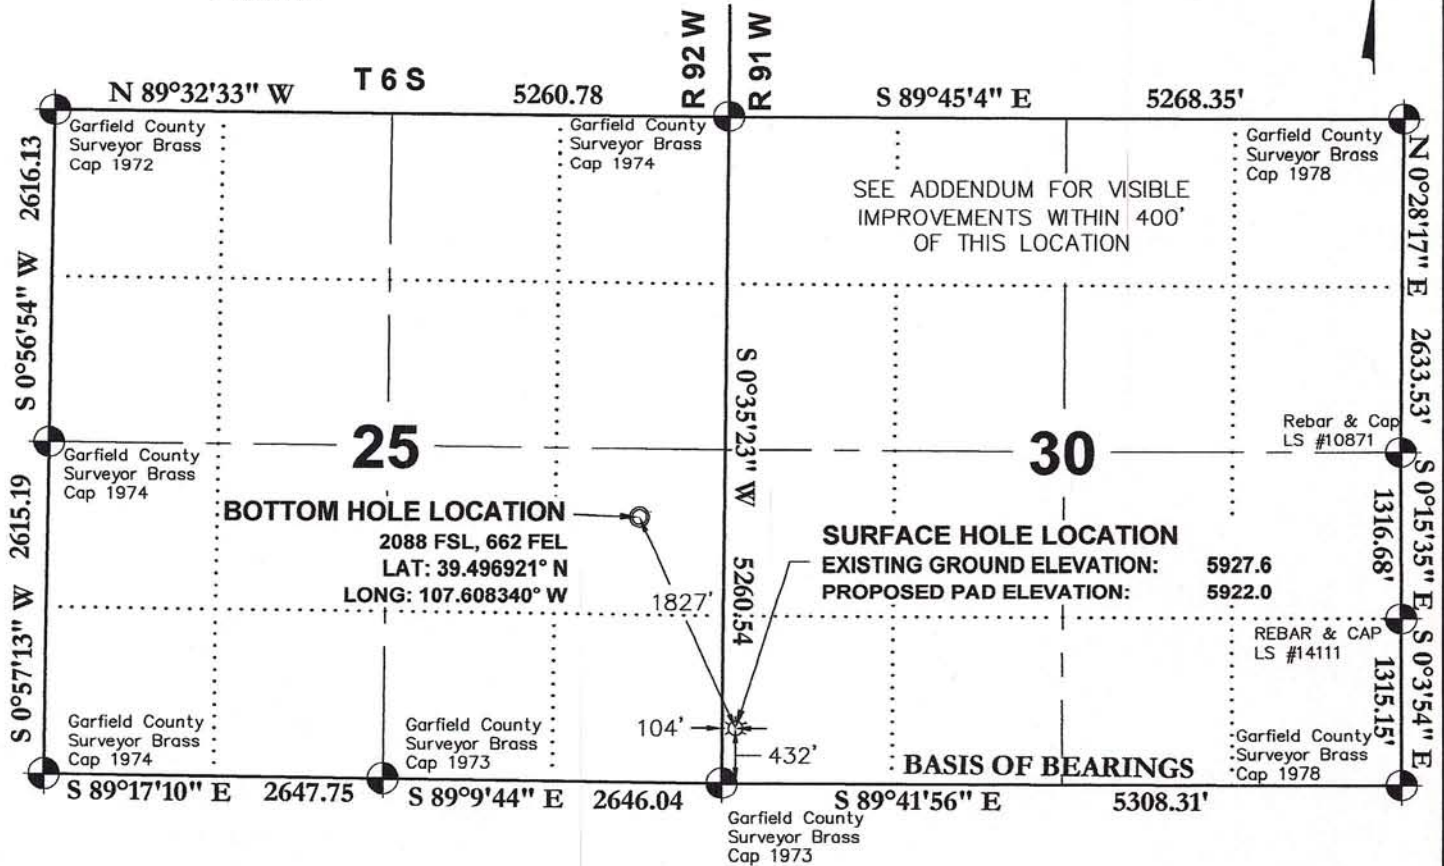 T 6 S
R 92 W
R 91 W
N 89°32'33" W 5260.78
S 89°45'4" E 5268.35'
Garfield County
Surveyor Brass
Cap 1972
Garfield County
Surveyor Brass
Cap 1974
Garfield County
Surveyor Brass
Cap 1978
S 0°56'54" W 2616.13
N 0°28'17" E 2633.53'
SEE ADDENDUM FOR VISIBLE
IMPROVEMENTS WITHIN 400'
OF THIS LOCATION
S 0°35'23" W 5260.54
25
30
Garfield County
Surveyor Brass
Cap 1974
Rebar & Cap
LS #10871
S 0°57'13" W 2615.19
S 0°15'35" E
1316.68'
BOTTOM HOLE LOCATION
2088 FSL, 662 FEL
LAT: 39.496921° N
LONG: 107.608340° W
SURFACE HOLE LOCATION
EXISTING GROUND ELEVATION: 5927.6
PROPOSED PAD ELEVATION: 5922.0
1827'
REBAR & CAP
LS #14111
S 0°3'54" E
1315.15'
104'
432'
Garfield County
Surveyor Brass
Cap 1974
Garfield County
Surveyor Brass
Cap 1973
Garfield County
Surveyor Brass
Cap 1978
BASIS OF BEARINGS
S 89°17'10" E 2647.75
S 89°9'44" E 2646.04
S 89°41'56" E 5308.31'
Garfield County
Surveyor Brass
Cap 1973